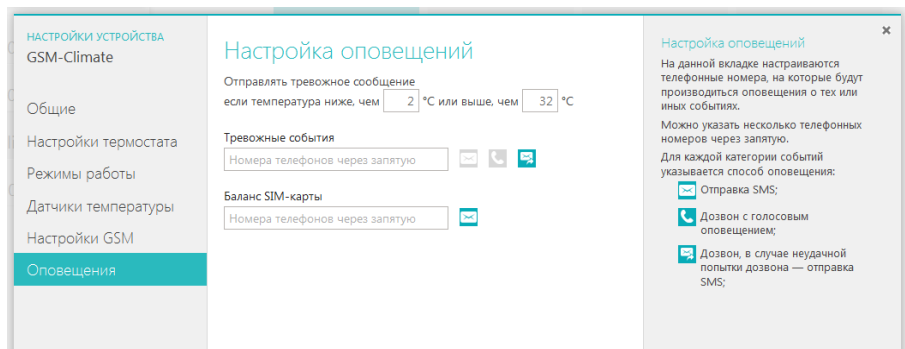 НАСТРОЙКИ УСТРОЙСТВА
GSM-Climate
Общие
Настройки термостата
Режимы работы
Датчики температуры
Настройки GSM
Оповещения
Настройка оповещений
Отправлять тревожное сообщение
если температура ниже, чем 2 °C или выше, чем 32 °C
Тревожные события
Номера телефонов через запятую
Баланс SIM-карты
Номера телефонов через запятую
Настройка оповещений
На данной вкладке настраиваются
телефонные номера, на которые будут
производиться оповещения о тех или
иных событиях.
Можно указать несколько телефонных
номеров через запятую.
Для каждой категории событий
указывается способ оповещения:
Отправка SMS;
Дозвон с голосовым
оповещением;
Дозвон, в случае неудачной
попытки дозвона — отправка
SMS;